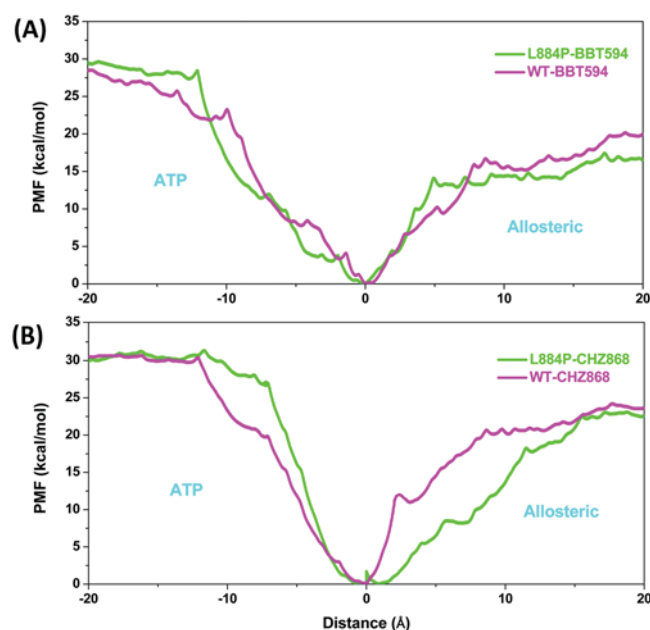 (A)
35
30
25
20
15
10
5
0
PMF (kcal/mol)
L884P-BBT594
WT-BBT594
ATP
Allosteric
-20 -10 0 10 20
(B)
35
30
25
20
15
10
5
0
PMF (kcal/mol)
L884P-CHZ868
WT-CHZ868
ATP
Allosteric
-20 -10 0 10 20
Distance (Å)